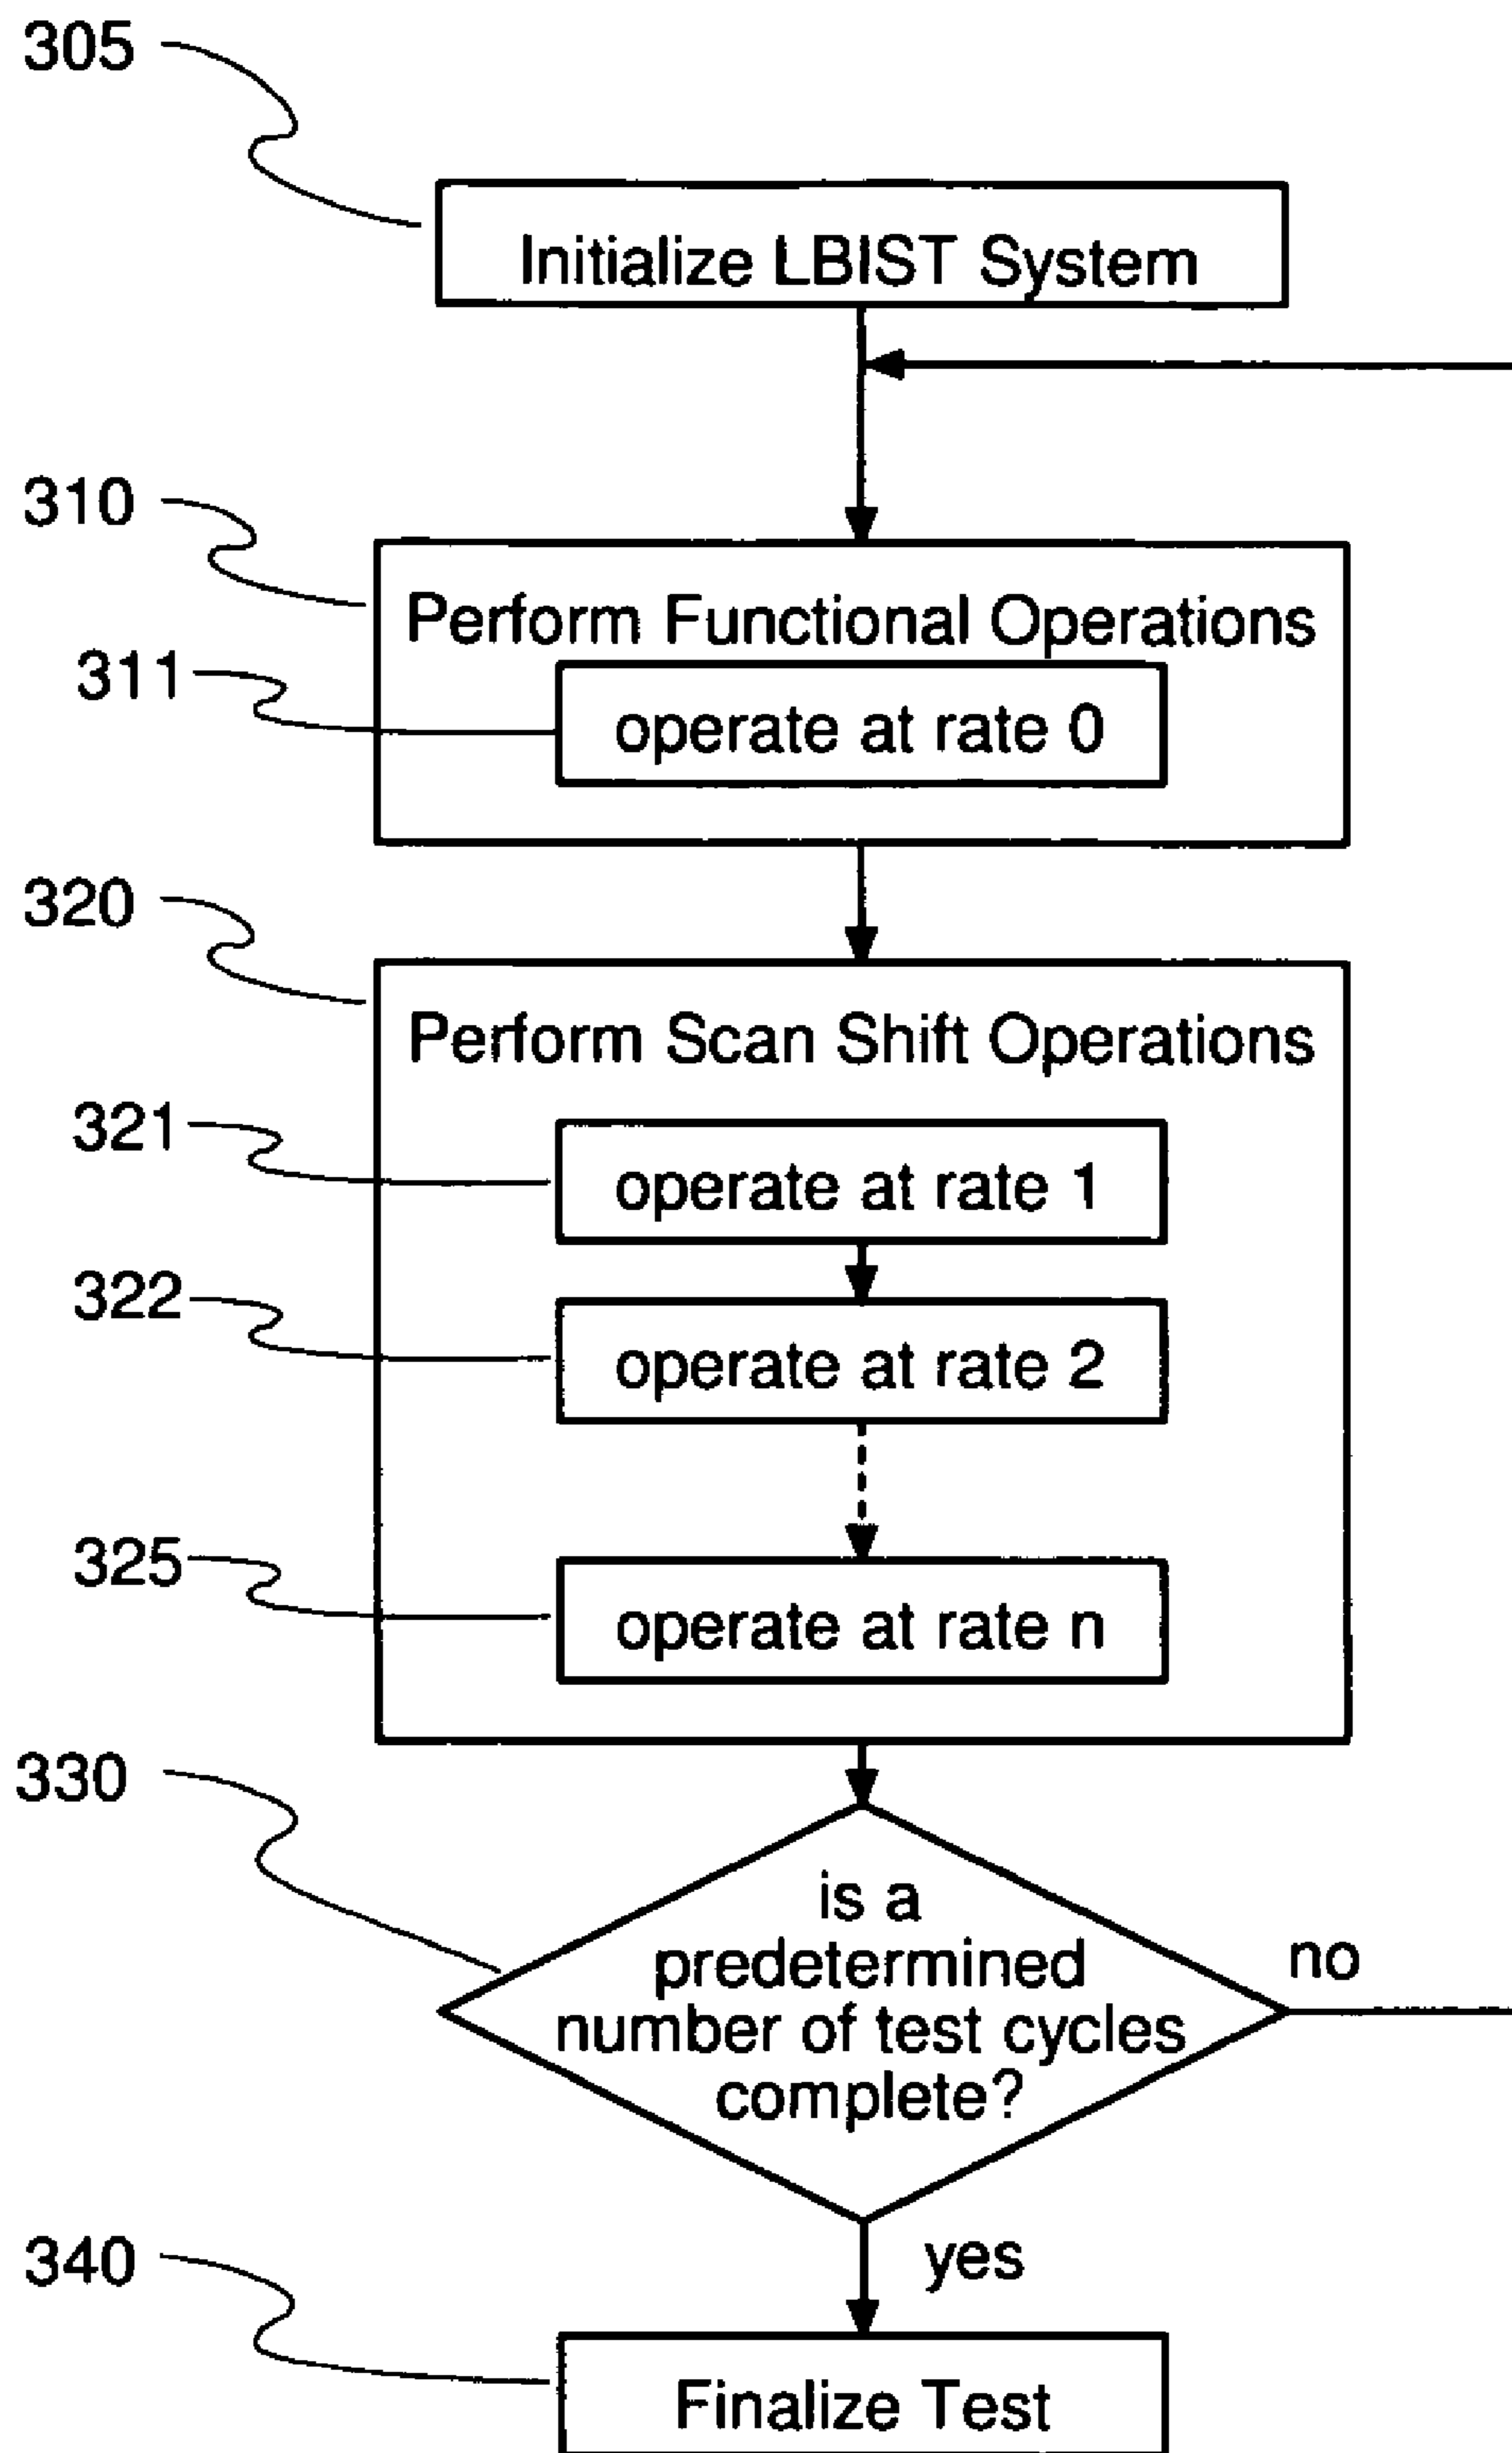 305
Initialize LBIST System
310
Perform Functional Operations
311
operate at rate 0
320
Perform Scan Shift Operations
321
operate at rate 1
322
operate at rate 2
325
operate at rate n
330
is a
predetermined
number of test cycles
complete?
no
yes
340
Finalize Test